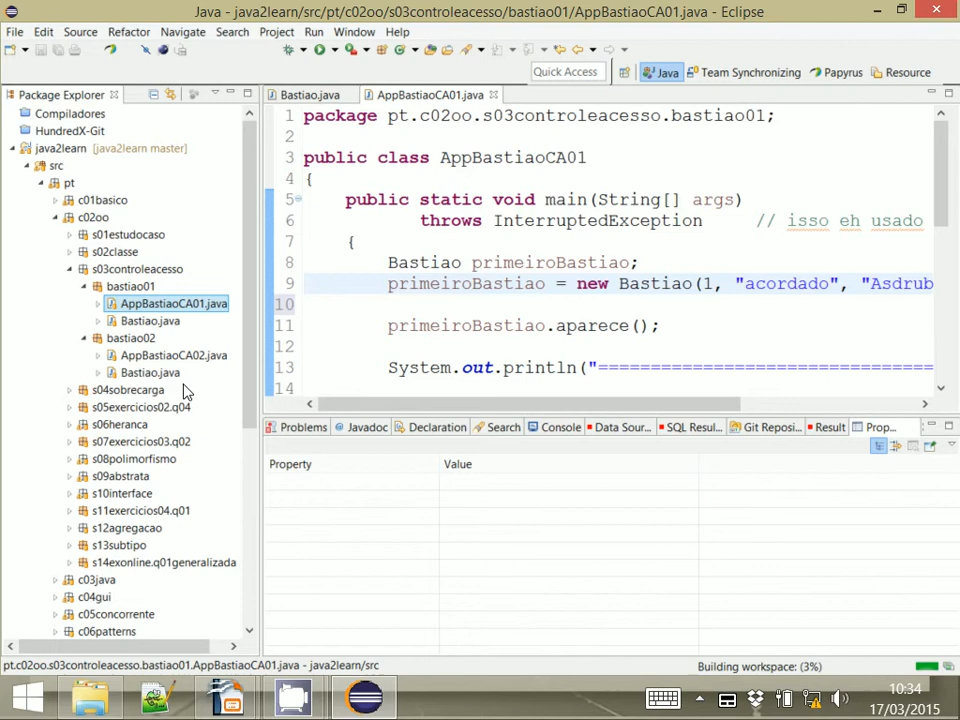 Java - java2learn/src/pt/c02oo/s03controleacesso/bastiao01/AppBastiaoCA01.java - Eclipse
File Edit Source Refactor Navigate Search Project Run Window Help
Quick Access Java Team Synchronizing Papyrus Resource
Package Explorer
Compiladores
HundredX-Git
java2learn [java2learn master]
src
pt
c01basico
c02oo
s01estudocaso
s02classe
s03controleacesso
bastiao01
AppBastiaoCA01.java
Bastiao.java
bastiao02
AppBastiaoCA02.java
Bastiao.java
s04sobrecarga
s05exercicios02.q04
s06heranca
s07exercicios03.q02
s08polimorfismo
s09abstrata
s10interface
s11exercicios04.q01
s12agregacao
s13subtipo
s14exonline.q01generalizada
c03java
c04gui
c05concorrente
c06patterns
Bastiao.java AppBastiaoCA01.java
1 package pt.c02oo.s03controleacesso.bastiao01;
2
3 public class AppBastiaoCA01
4 {
5 public static void main(String[] args)
6 throws InterruptedException // isso eh usado
7 {
8 Bastiao primeiroBastiao;
9 primeiroBastiao = new Bastiao(1, "acordado", "Asdrub
10
11 primeiroBastiao.aparece();
12
13 System.out.println("================================
14
Problems Javadoc Declaration Search Console Data Sour... SQL Resul... Git Reposi... Result Prop...
Property Value
pt.c02oo.s03controleacesso.bastiao01.AppBastiaoCA01.java - java2learn/src
Building workspace: (3%)
10:34
17/03/2015